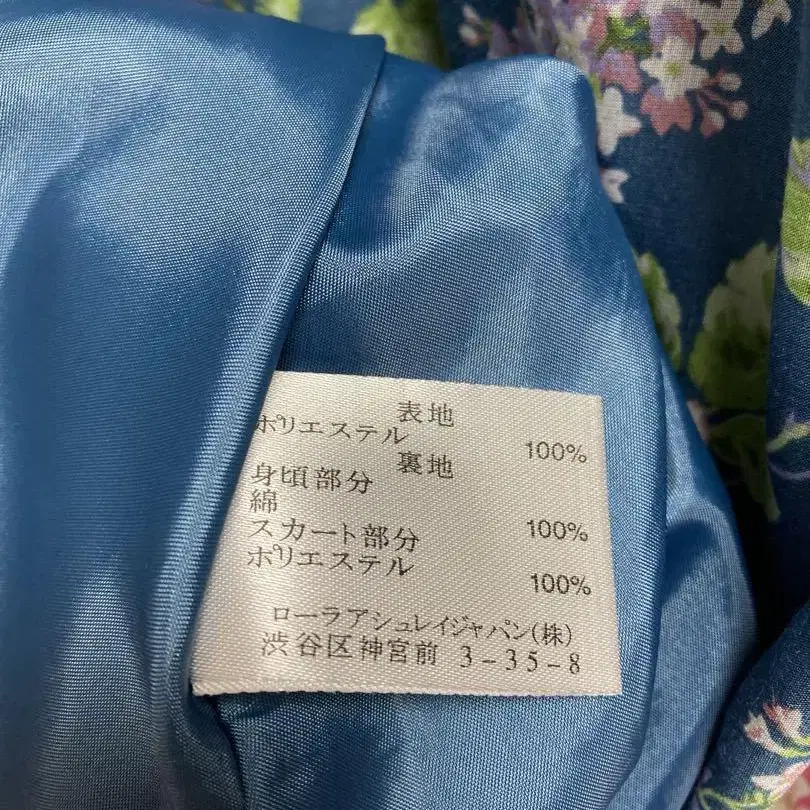 表地
ポリエステル 100%
裏地
身頃部分
綿 100%
スカート部分
ポリエステル 100%
ローラアシュレイジャパン(株)
渋谷区神宮前 3-35-8